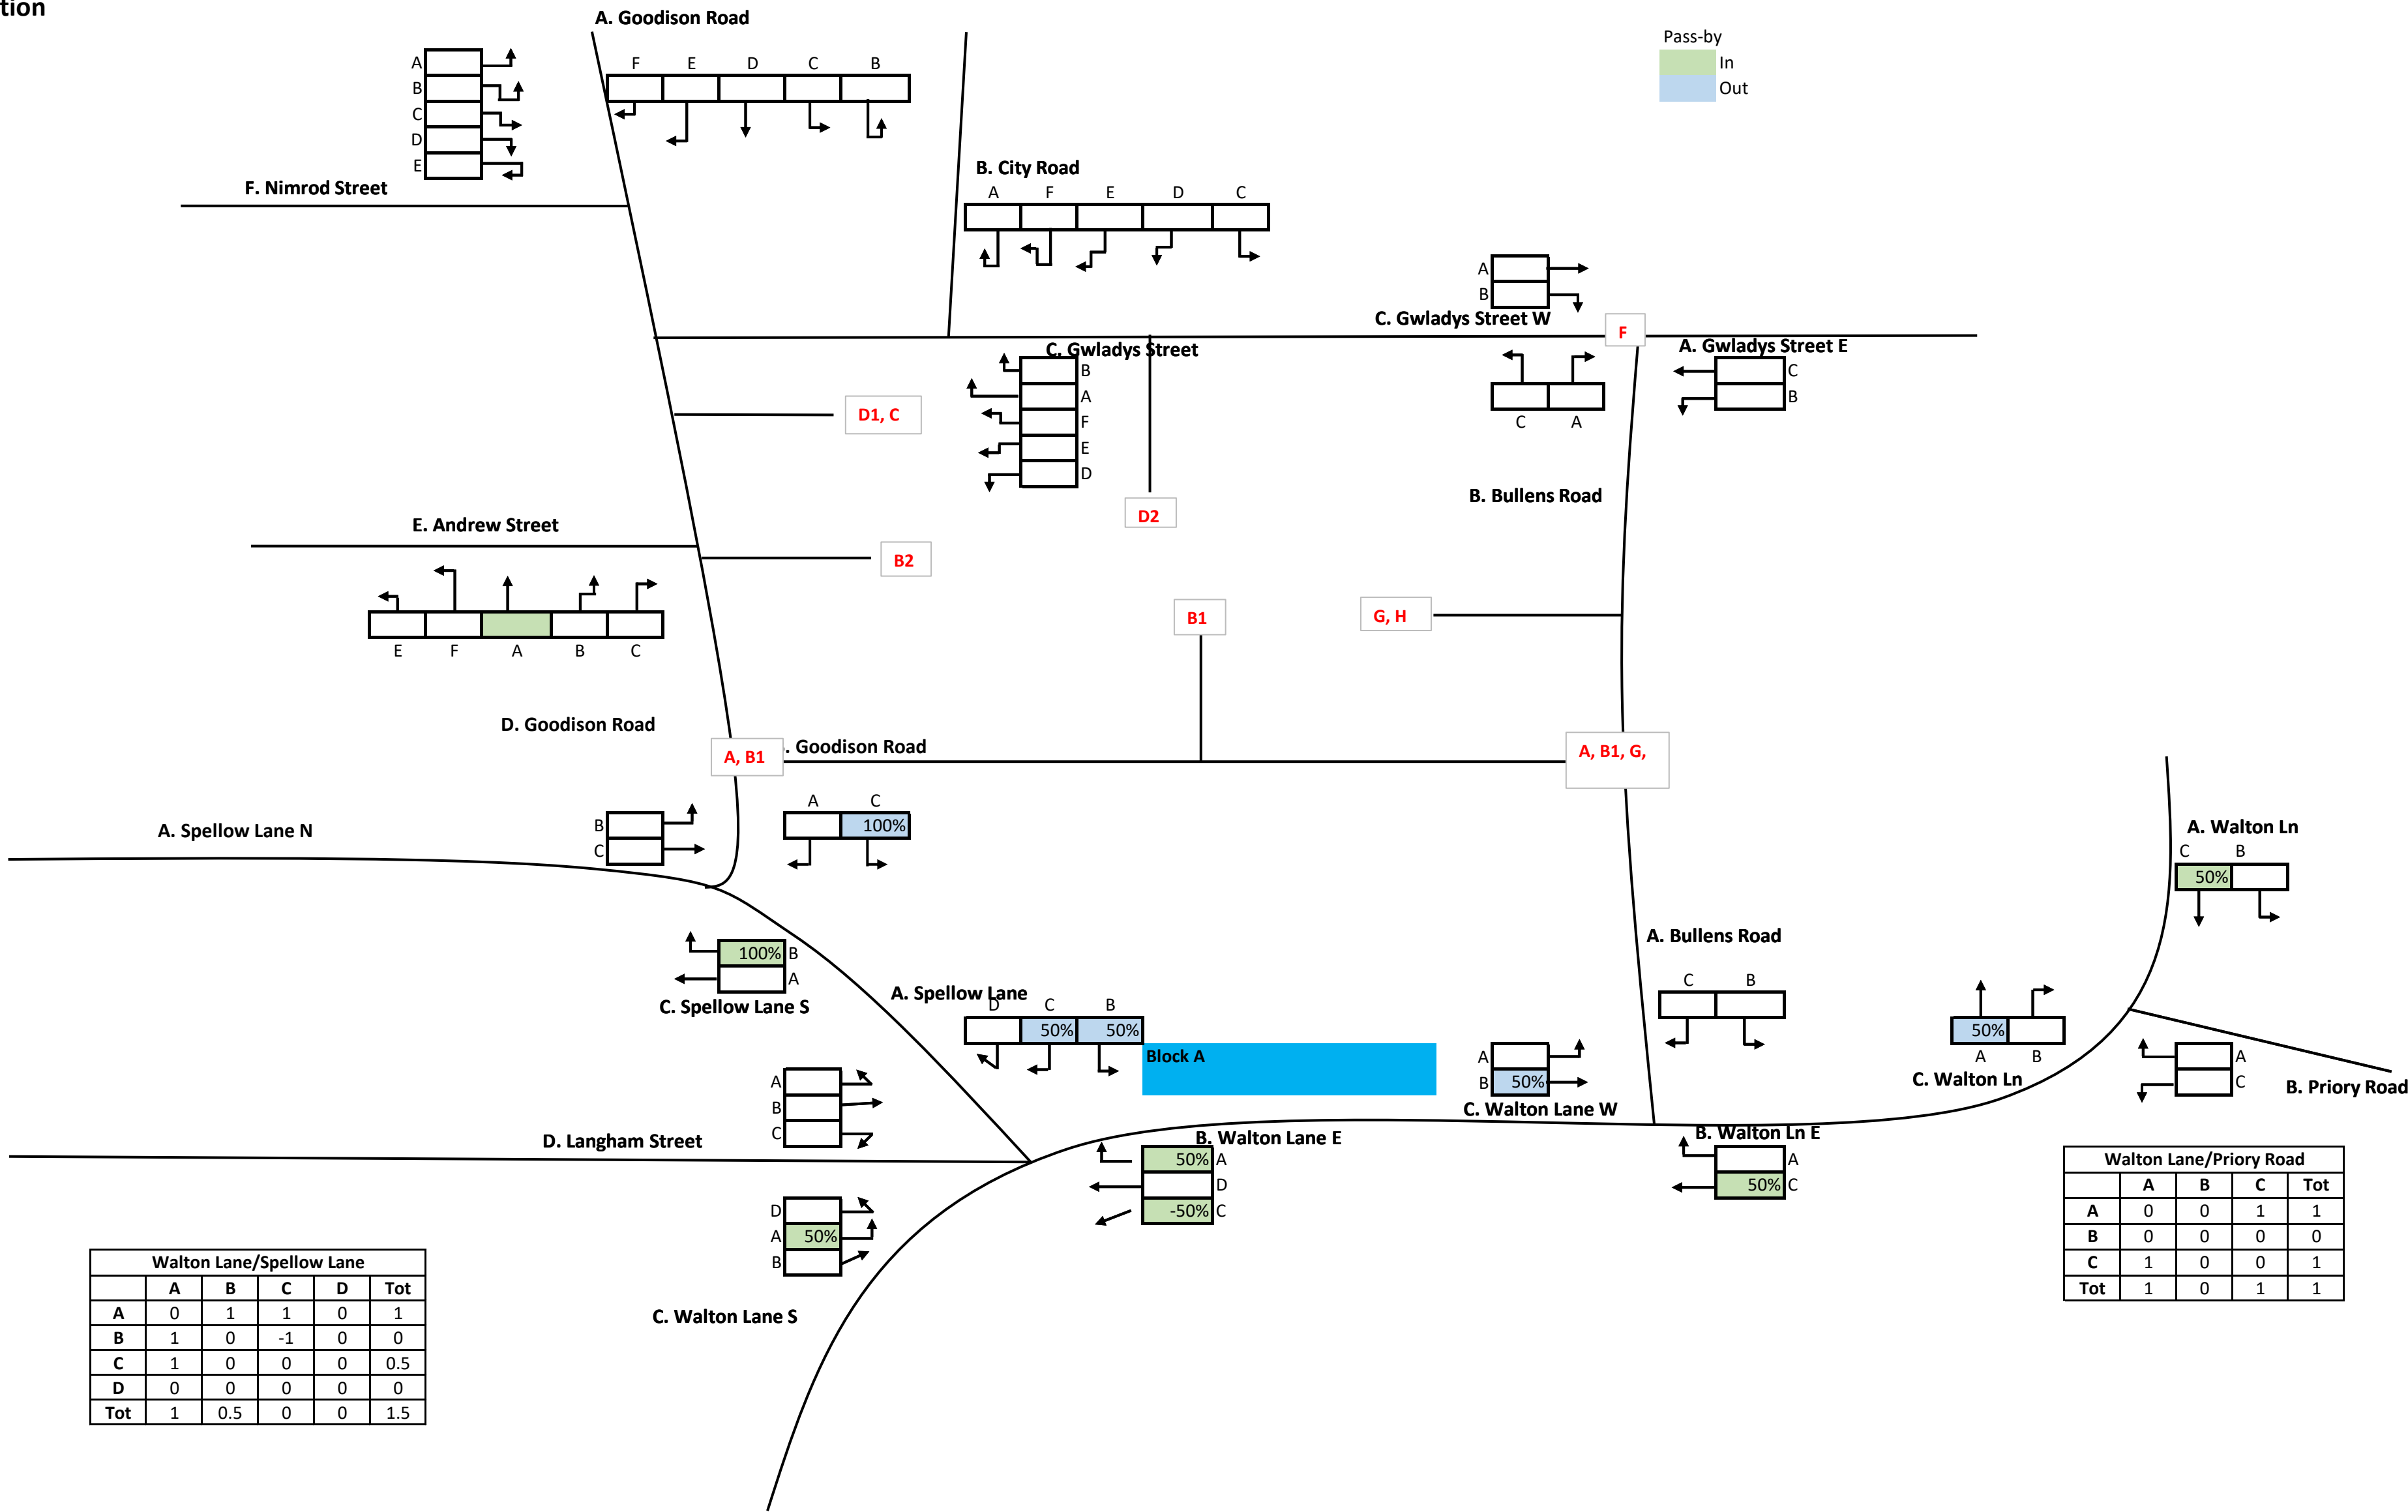 tion
A. Goodison Road
Pass-by
In
Out
A
B
C
D
E
F E D C B
F. Nimrod Street
B. City Road
A F E D C
A
B
C. Gwladys Street W
F
A. Gwladys Street E
C
B
C. Gwladys Street
B
A
F
E
D
C A
D1, C
B. Bullens Road
D2
E. Andrew Street
B2
E F A B C
B1
G, H
D. Goodison Road
A, B1
. Goodison Road
A, B1, G,
A. Spellow Lane N
B
C
A C
100%
A. Walton Ln
C B
50%
A. Bullens Road
C B
100% B
A
C. Spellow Lane S
A. Spellow Lane
D C B
50% 50%
Block A
A
B 50%
C. Walton Lane W
50%
A B
C. Walton Ln
A
C
B. Priory Road
A
B
C
D. Langham Street
B. Walton Lane E
50% A
D
-50% C
B. Walton Ln E
A
50% C
D
A 50%
B
C. Walton Lane S
Walton Lane/Priory Road
A B C Tot
A 0 0 1 1
B 0 0 0 0
C 1 0 0 1
Tot 1 0 1 1
Walton Lane/Spellow Lane
A B C D Tot
A 0 1 1 0 1
B 1 0 -1 0 0
C 1 0 0 0 0.5
D 0 0 0 0 0
Tot 1 0.5 0 0 1.5